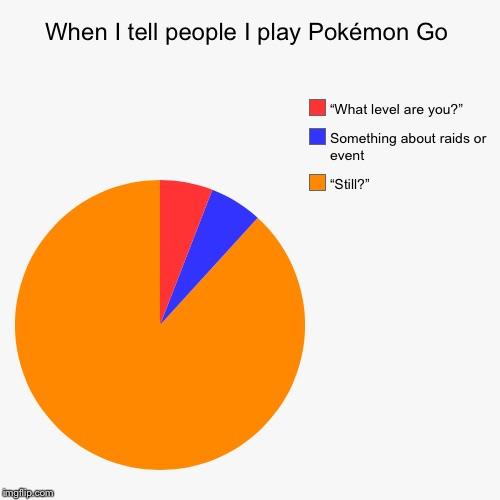 When I tell people I play Pokémon Go
“What level are you?”
Something about raids or
event
“Still?”
imgflip.com